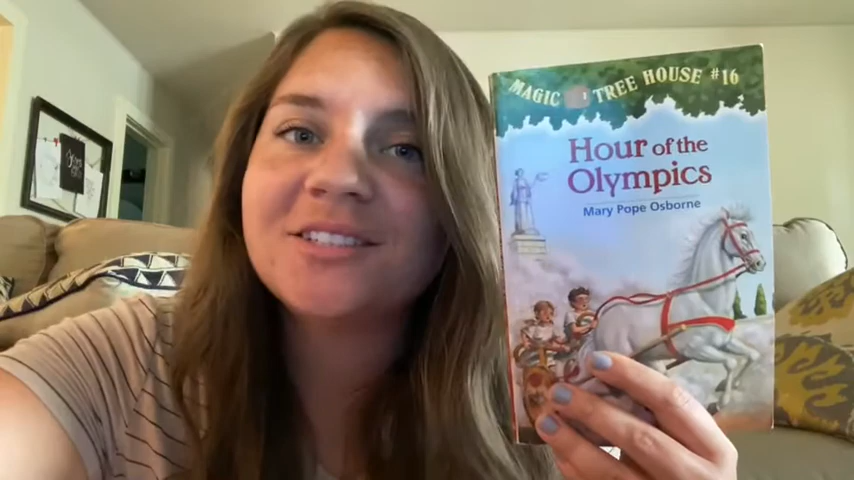 MAGIC TREE HOUSE #16
HOUR OF THE
OLYMPICS
MARY POPE OSBORNE